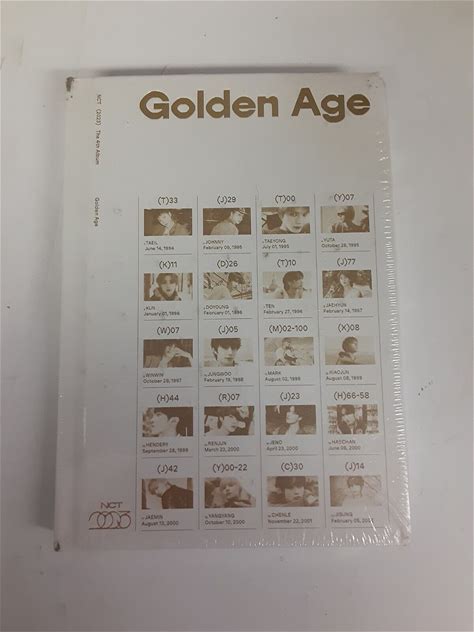 Golden Age
NCT (2023) The 4th Album Golden Age
(T)33 (J)29 (T)00 (Y)07
TAEIL JOHNNY TAEYONG YUTA
June 14, 1994 February 09, 1995 July 01, 1995 October 26, 1995
(K)11 (D)26 (T)10 (J)77
KUN DOYOUNG TEN JAEHYUN
January 01, 1996 February 01, 1996 February 27, 1996 February 14, 1997
(W)07 (J)05 (M)02-100 (X)08
WINWIN JUNGWOO MARK XIAOJUN
October 28, 1997 February 19, 1998 August 02, 1999 August 08, 1999
(H)44 (R)07 (J)23 (H)66-58
HENDERY RENJUN JENO HAECHAN
September 28, 1999 March 23, 2000 April 23, 2000 June 06, 2000
(J)42 (Y)00-22 (C)30 (J)14
JAEMIN YANGYANG CHENLE JISUNG
August 13, 2000 October 10, 2000 November 22, 2001 February 05, 2002
NCT
2023